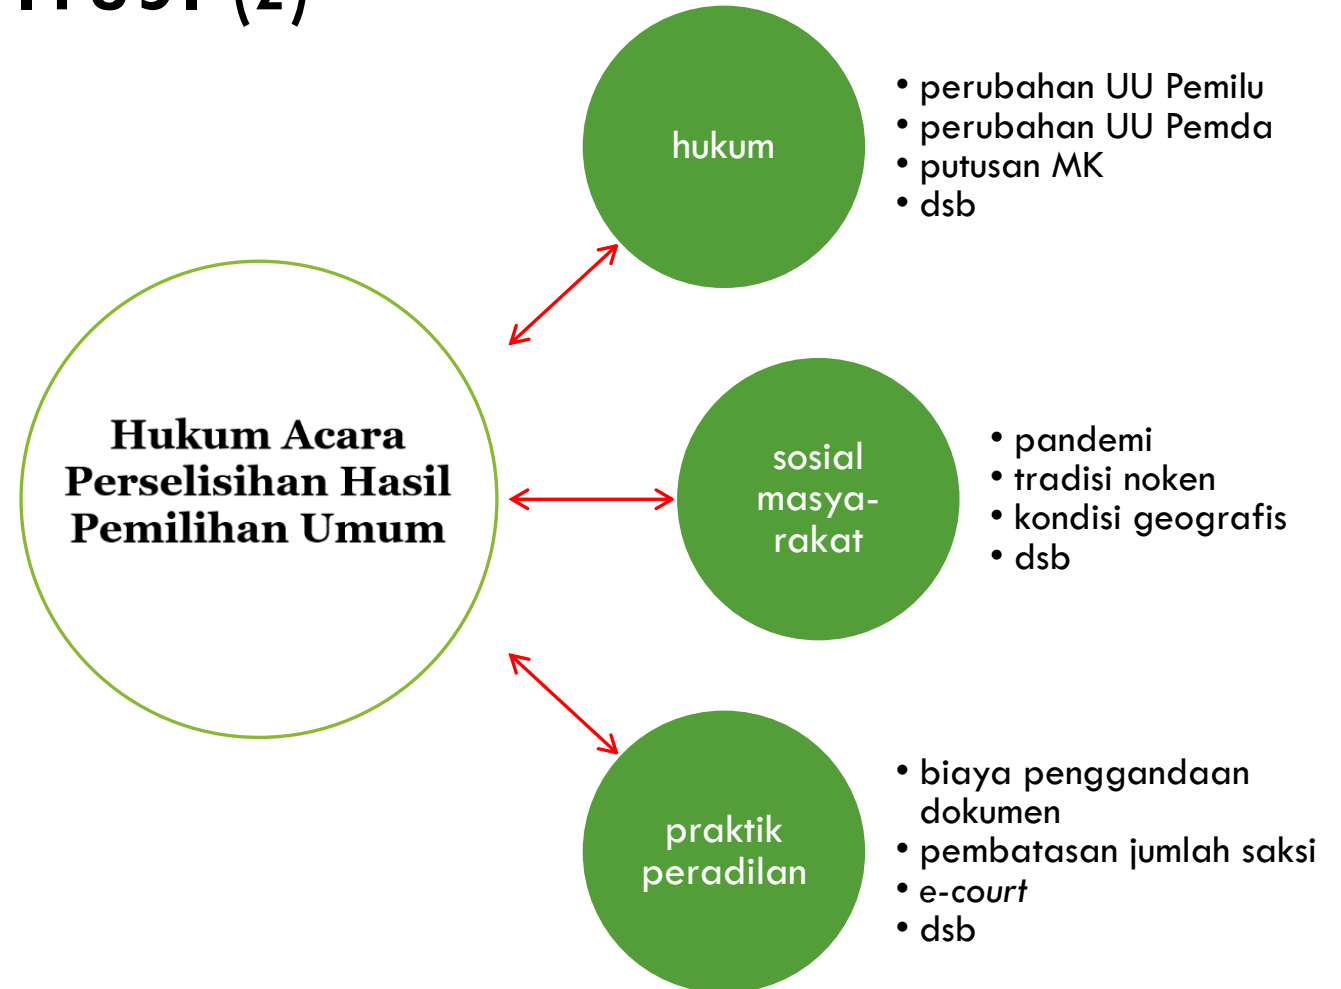 (2)
hukum
• perubahan UU Pemilu
• perubahan UU Pemda
• putusan MK
• dsb
Hukum Acara
Perselisihan Hasil
Pemilihan Umum
sosial
masya-
rakat
• pandemi
• tradisi noken
• kondisi geografis
• dsb
praktik
peradilan
• biaya penggandaan
dokumen
• pembatasan jumlah saksi
• e-court
• dsb